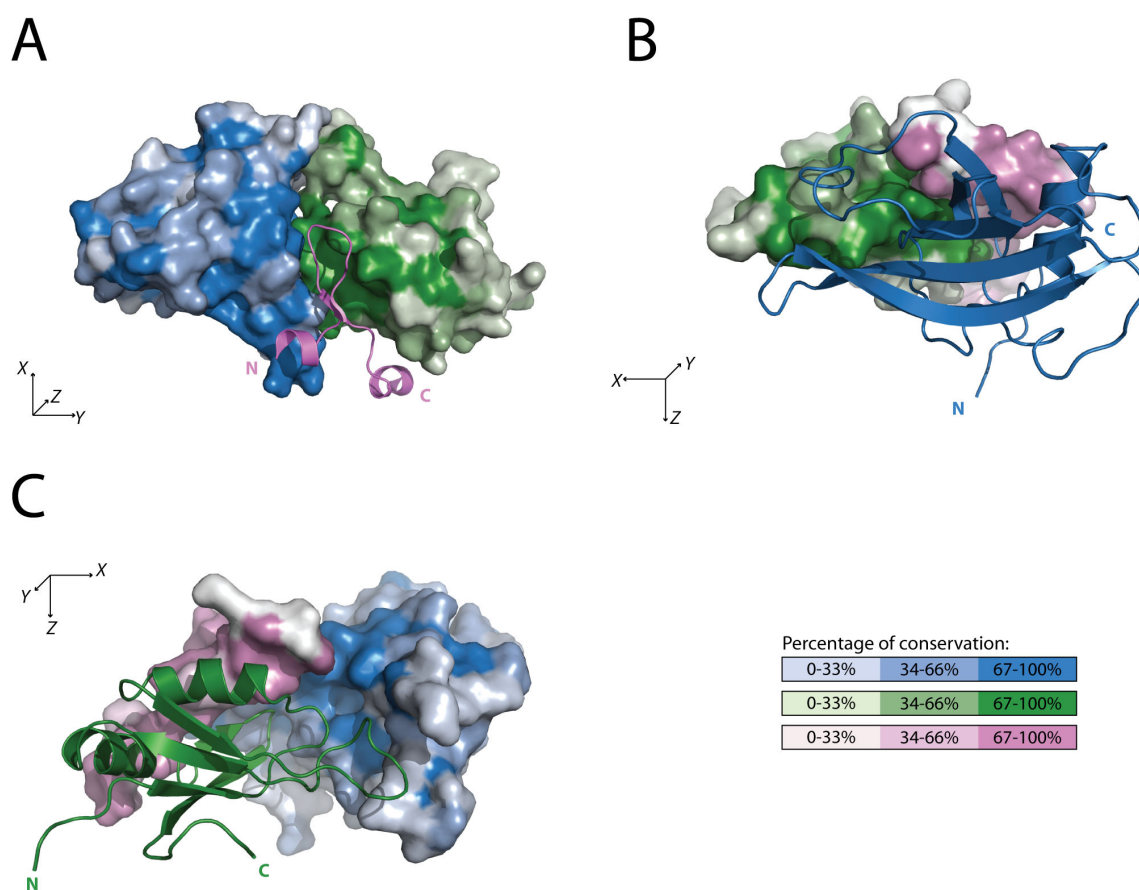 A
B
N
C
X
Z
Y
C
N
X
Y
Z
C
X
Y
Z
N
C
Percentage of conservation:
0-33% 34-66% 67-100%
0-33% 34-66% 67-100%
0-33% 34-66% 67-100%